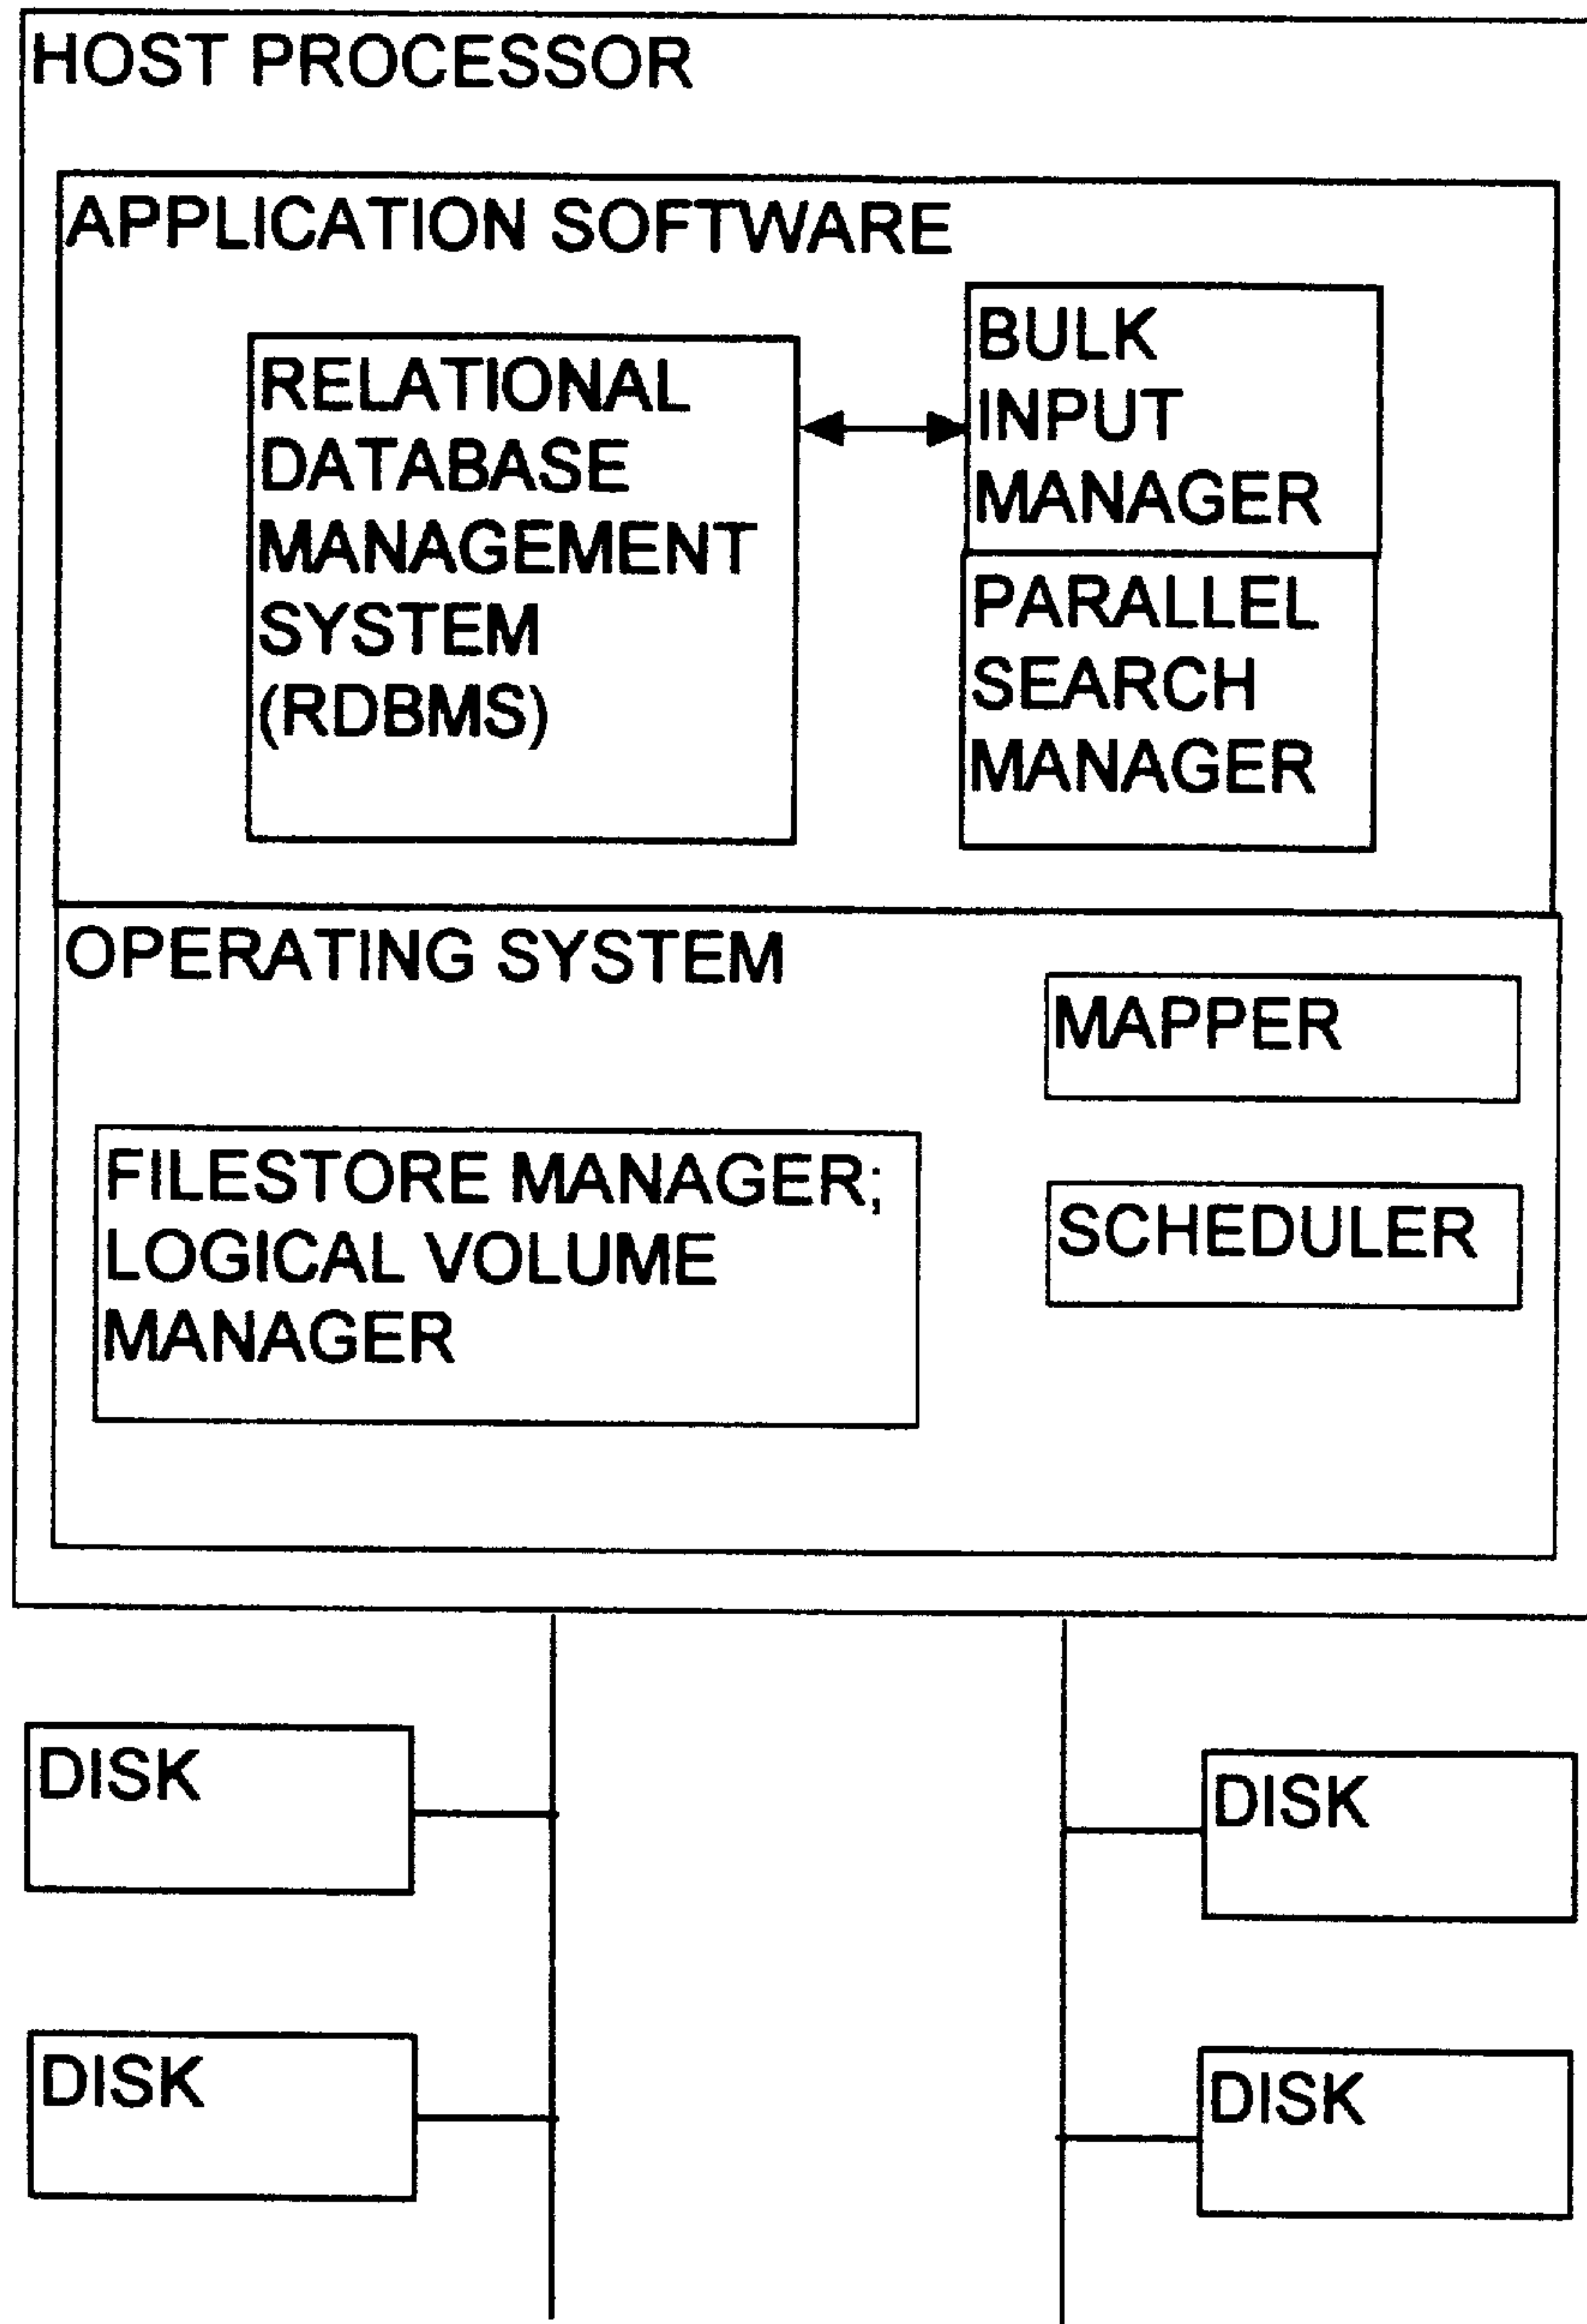 HOST PROCESSOR
APPLICATION SOFTWARE
RELATIONAL
DATABASE
MANAGEMENT
SYSTEM
(RDBMS)
BULK
INPUT
MANAGER
PARALLEL
SEARCH
MANAGER
OPERATING SYSTEM
MAPPER
FILESTORE MANAGER;
LOGICAL VOLUME
MANAGER
SCHEDULER
DISK
DISK
DISK
DISK